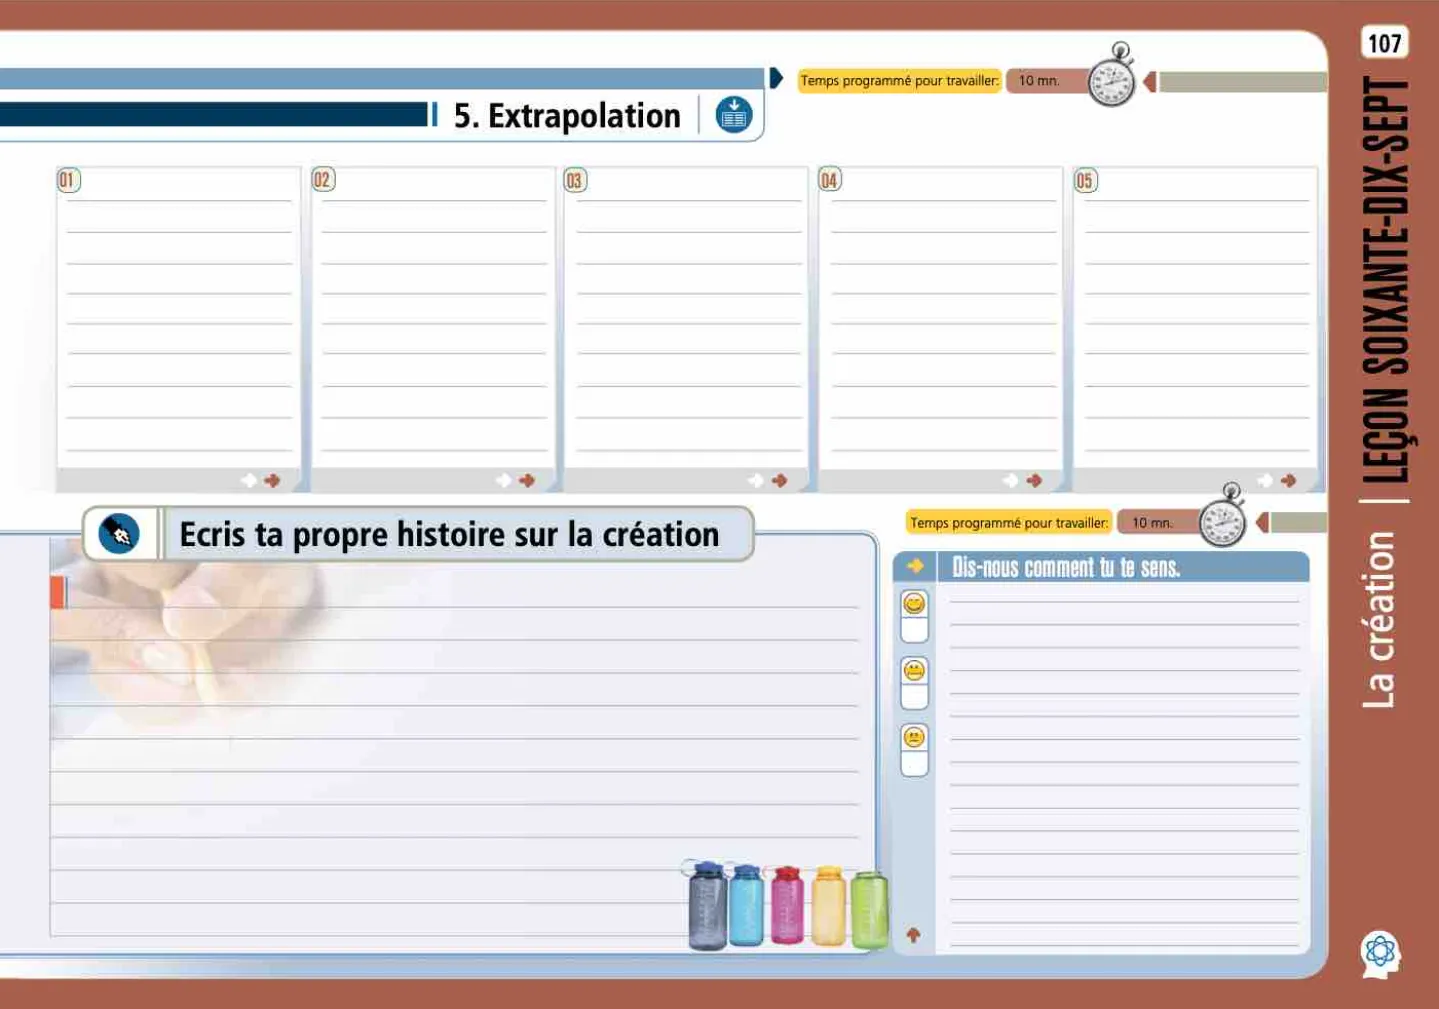 107
Temps programmé pour travailler:
10 mn.
5. Extrapolation
01
02
03
04
05
LEÇON SOIXANTE-DIX-SEPT
La création
Ecris ta propre histoire sur la création
Temps programmé pour travailler:
10 mn.
Dis-nous comment tu te sens.